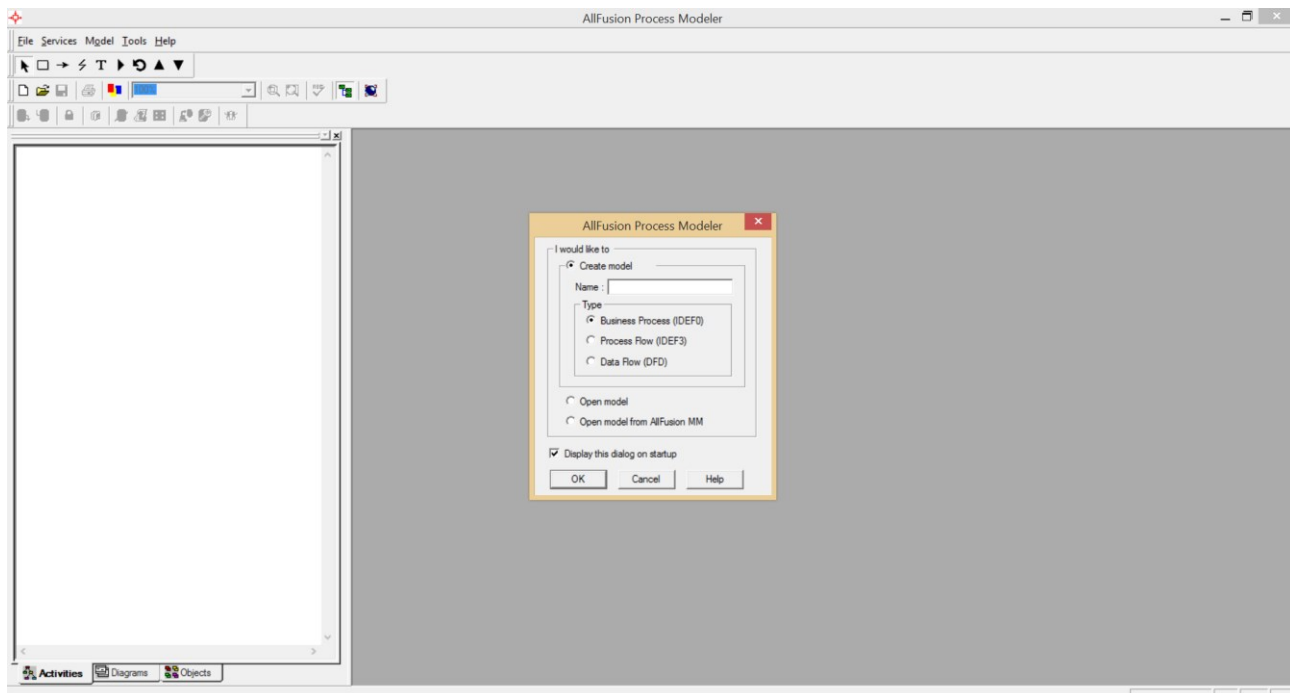 AllFusion Process Modeler
File Services Model Tools Help
T
AllFusion Process Modeler
I would like to
Create model
Name :
Type
Business Process (IDEF0)
Process Flow (IDEF3)
Data Flow (DFD)
Open model
Open model from AllFusion MM
Display this dialog on startup
OK Cancel Help
Activities Diagrams Objects